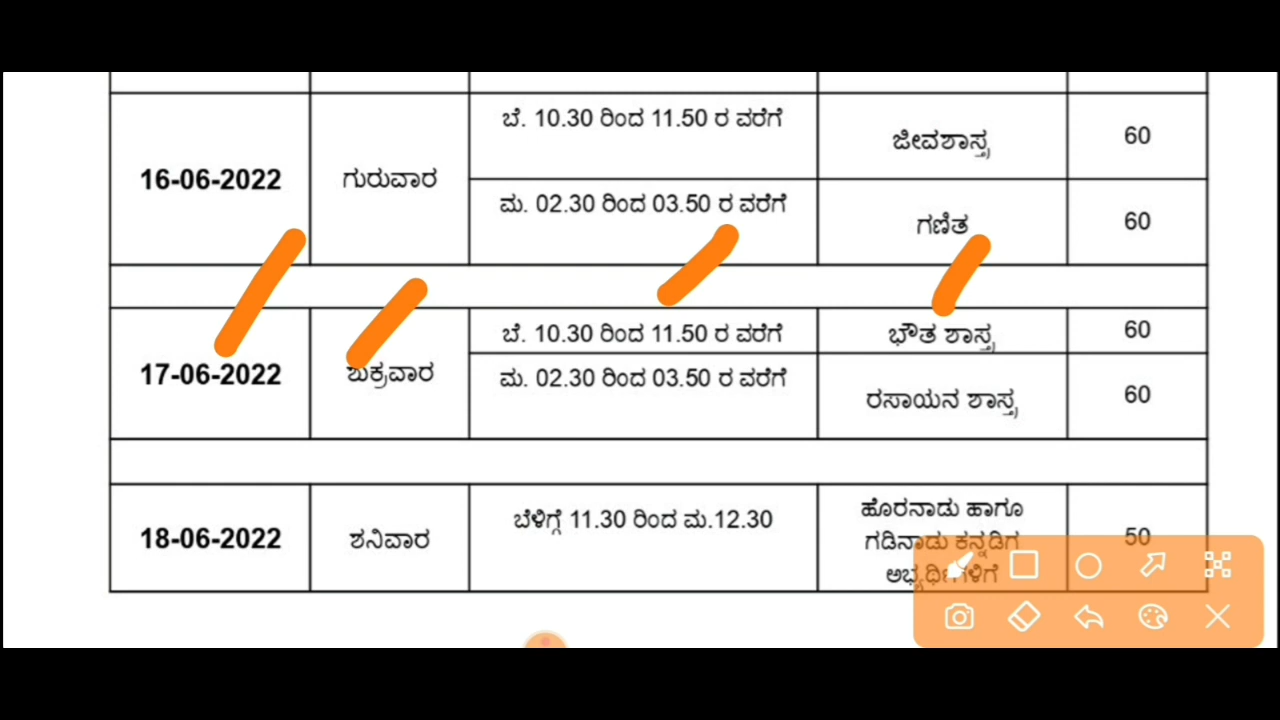 ಬೆ. 10.30 ರಿಂದ 11.50 ರ ವರೆಗೆ
ಜೀವಶಾಸ್ತ್ರ
60
16-06-2022
ಗುರುವಾರ
ಮ. 02.30 ರಿಂದ 03.50 ರ ವರೆಗೆ
ಗಣಿತ
60
ಬೆ. 10.30 ರಿಂದ 11.50 ರ ವರೆಗೆ
ಭೌತ ಶಾಸ್ತ್ರ
60
17-06-2022
ಶುಕ್ರವಾರ
ಮ. 02.30 ರಿಂದ 03.50 ರ ವರೆಗೆ
ರಸಾಯನ ಶಾಸ್ತ್ರ
60
18-06-2022
ಶನಿವಾರ
ಬೆಳಿಗ್ಗೆ 11.30 ರಿಂದ ಮ.12.30
ಹೊರನಾಡು ಹಾಗೂ
ಗಡಿನಾಡು ಕನ್ನಡಿಗ
50